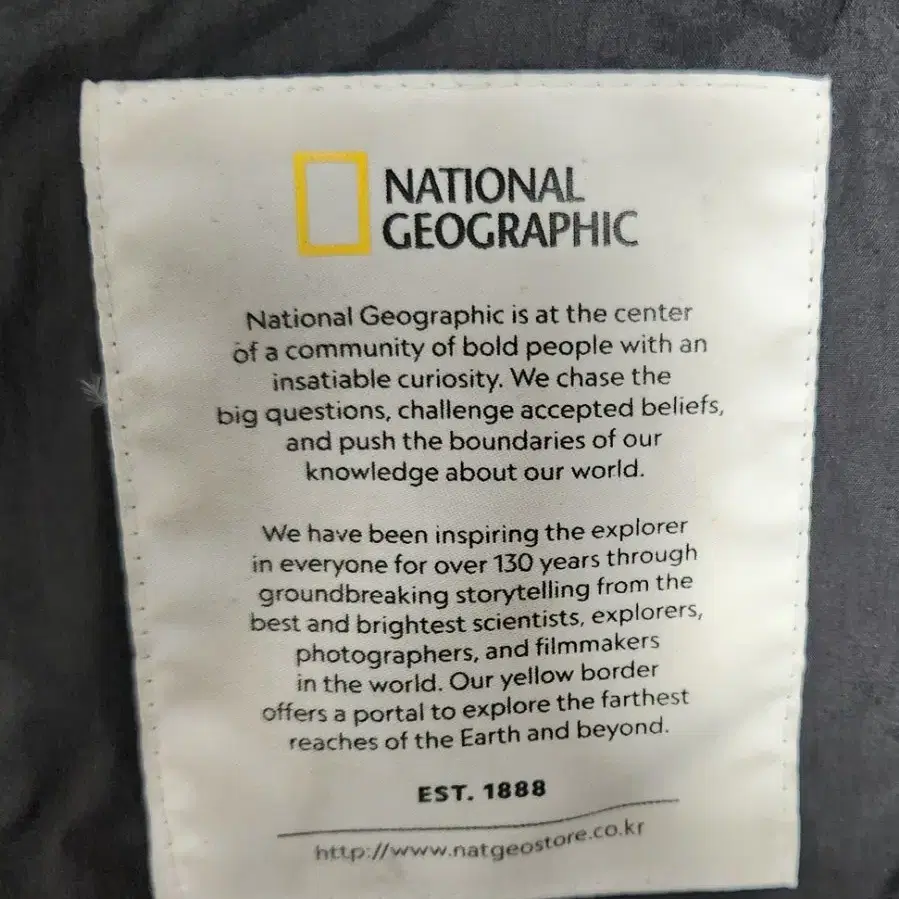 NATIONAL
GEOGRAPHIC
National Geographic is at the center
of a community of bold people with an
insatiable curiosity. We chase the
big questions, challenge accepted beliefs,
and push the boundaries of our
knowledge about our world.
We have been inspiring the explorer
in everyone for over 130 years through
groundbreaking storytelling from the
best and brightest scientists, explorers,
photographers, and filmmakers
in the world. Our yellow border
offers a portal to explore the farthest
reaches of the Earth and beyond.
EST. 1888
http://www.natgeostore.co.kr